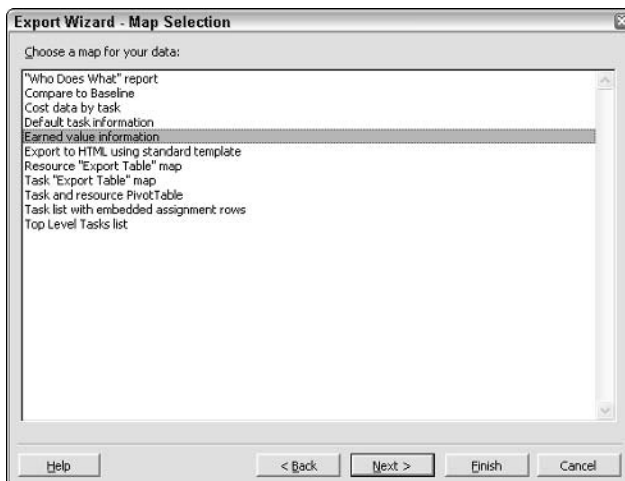 Export Wizard - Map Selection
Choose a map for your data:
"Who Does What" report
Compare to Baseline
Cost data by task
Default task information
Earned value information
Export to HTML using standard template
Resource "Export Table" map
Task "Export Table" map
Task and resource PivotTable
Task list with embedded assignment rows
Top Level Tasks list
Help
< Back
Next >
Finish
Cancel